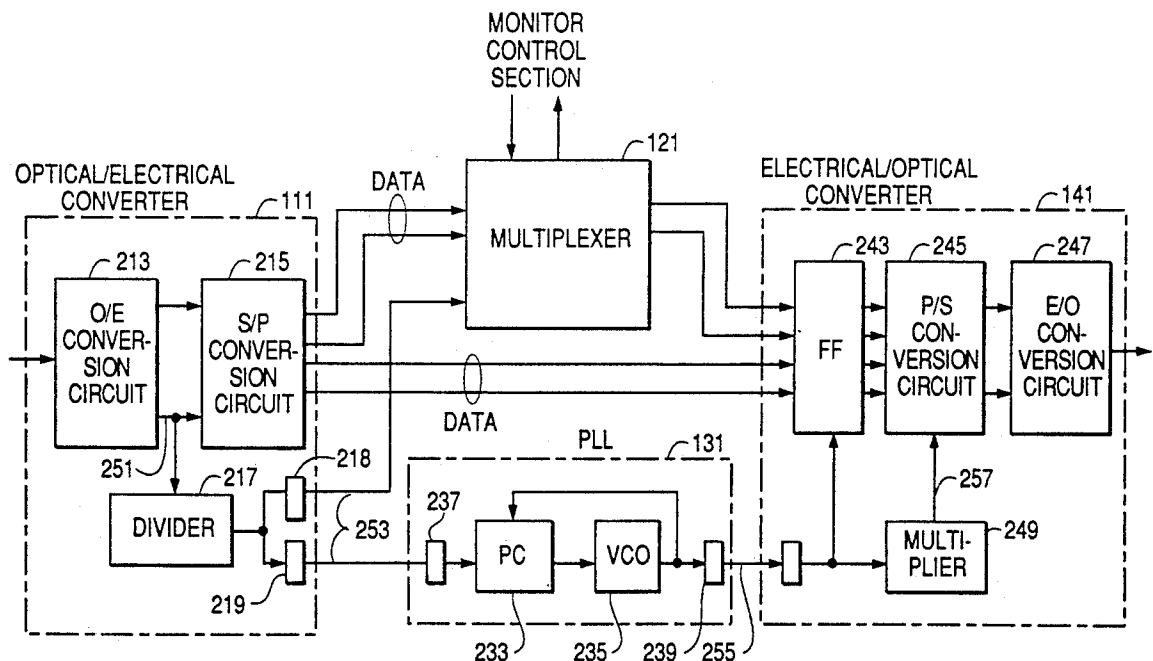 MONITOR
CONTROL
SECTION
121
OPTICAL/ELECTRICAL
CONVERTER
111
DATA
MULTIPLEXER
ELECTRICAL/OPTICAL
CONVERTER
141
213
O/E
CONVER-
SION
CIRCUIT
215
S/P
CONVER-
SION
CIRCUIT
243
FF
245
P/S
CON-
VERSION
CIRCUIT
247
E/O
CON-
VERSION
CIRCUIT
DATA
251
217
DIVIDER
218
219
253
PLL
131
237
PC
VCO
233
235
239
255
257
MULTI-
PLIER
249